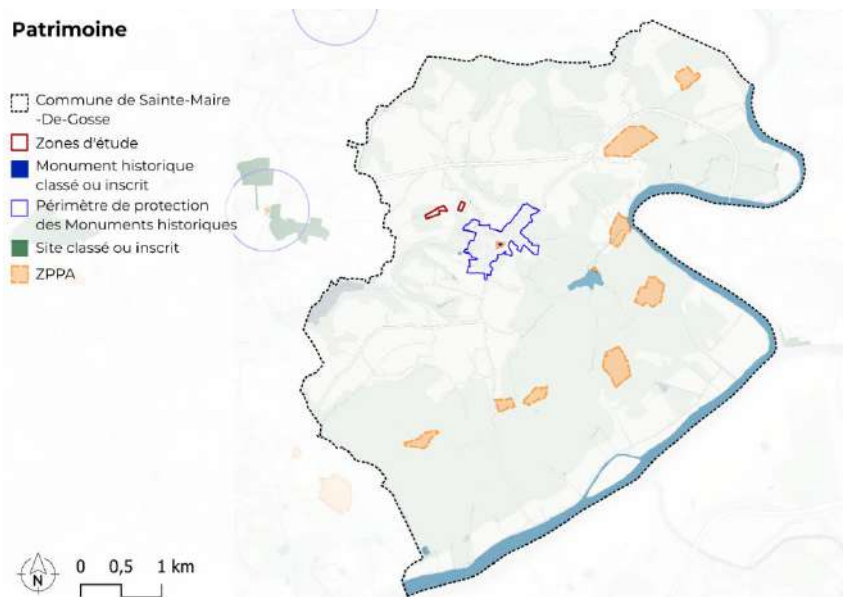 Patrimoine
Commune de Sainte-Maire
-De-Gosse
Zones d'étude
Monument historique
classé ou inscrit
Périmètre de protection
des Monuments historiques
Site classé ou inscrit
ZPPA
N
0 0,5 1 km